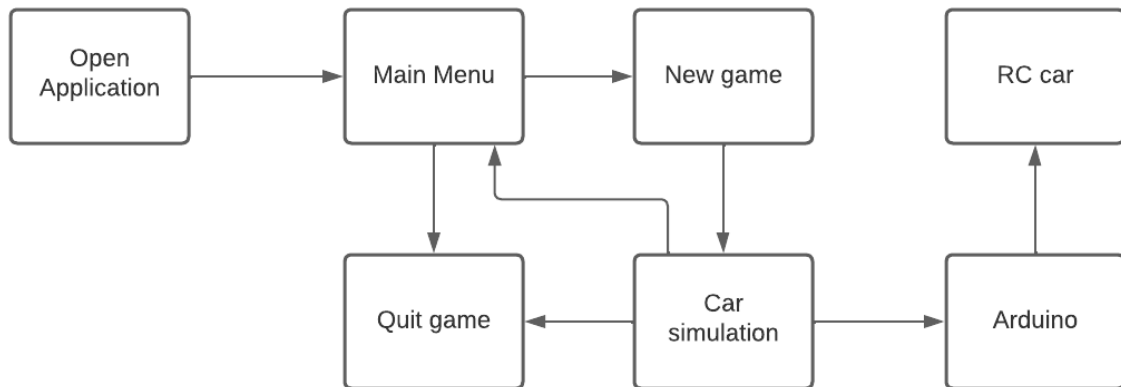 Open
Application
Main Menu
New game
RC car
Quit game
Car
simulation
Arduino